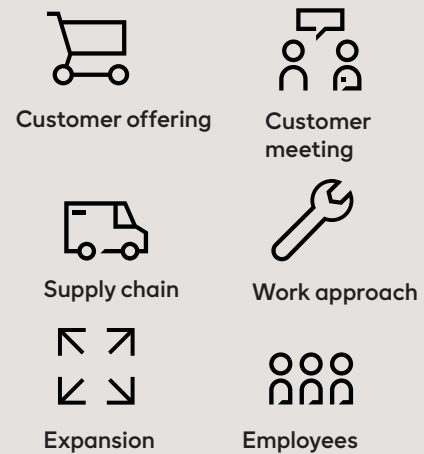 Customer offering
Customer
meeting
Supply chain
Work approach
Expansion
Employees